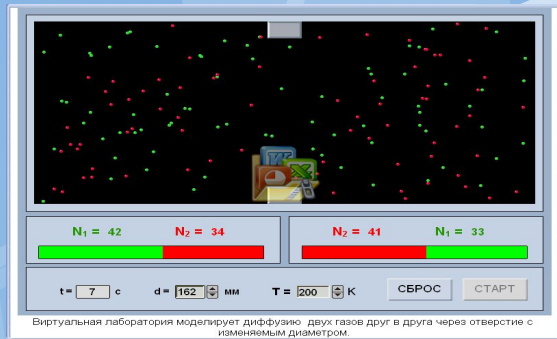 N₁ = 42 N₂ = 34 N₂ = 41 N₁ = 33
t = 7 с d = 162 мм T = 200 К СБРОС СТАРТ
Виртуальная лаборатория моделирует диффузию двух газов друг в друга через отверстие с
изменяемым диаметром.